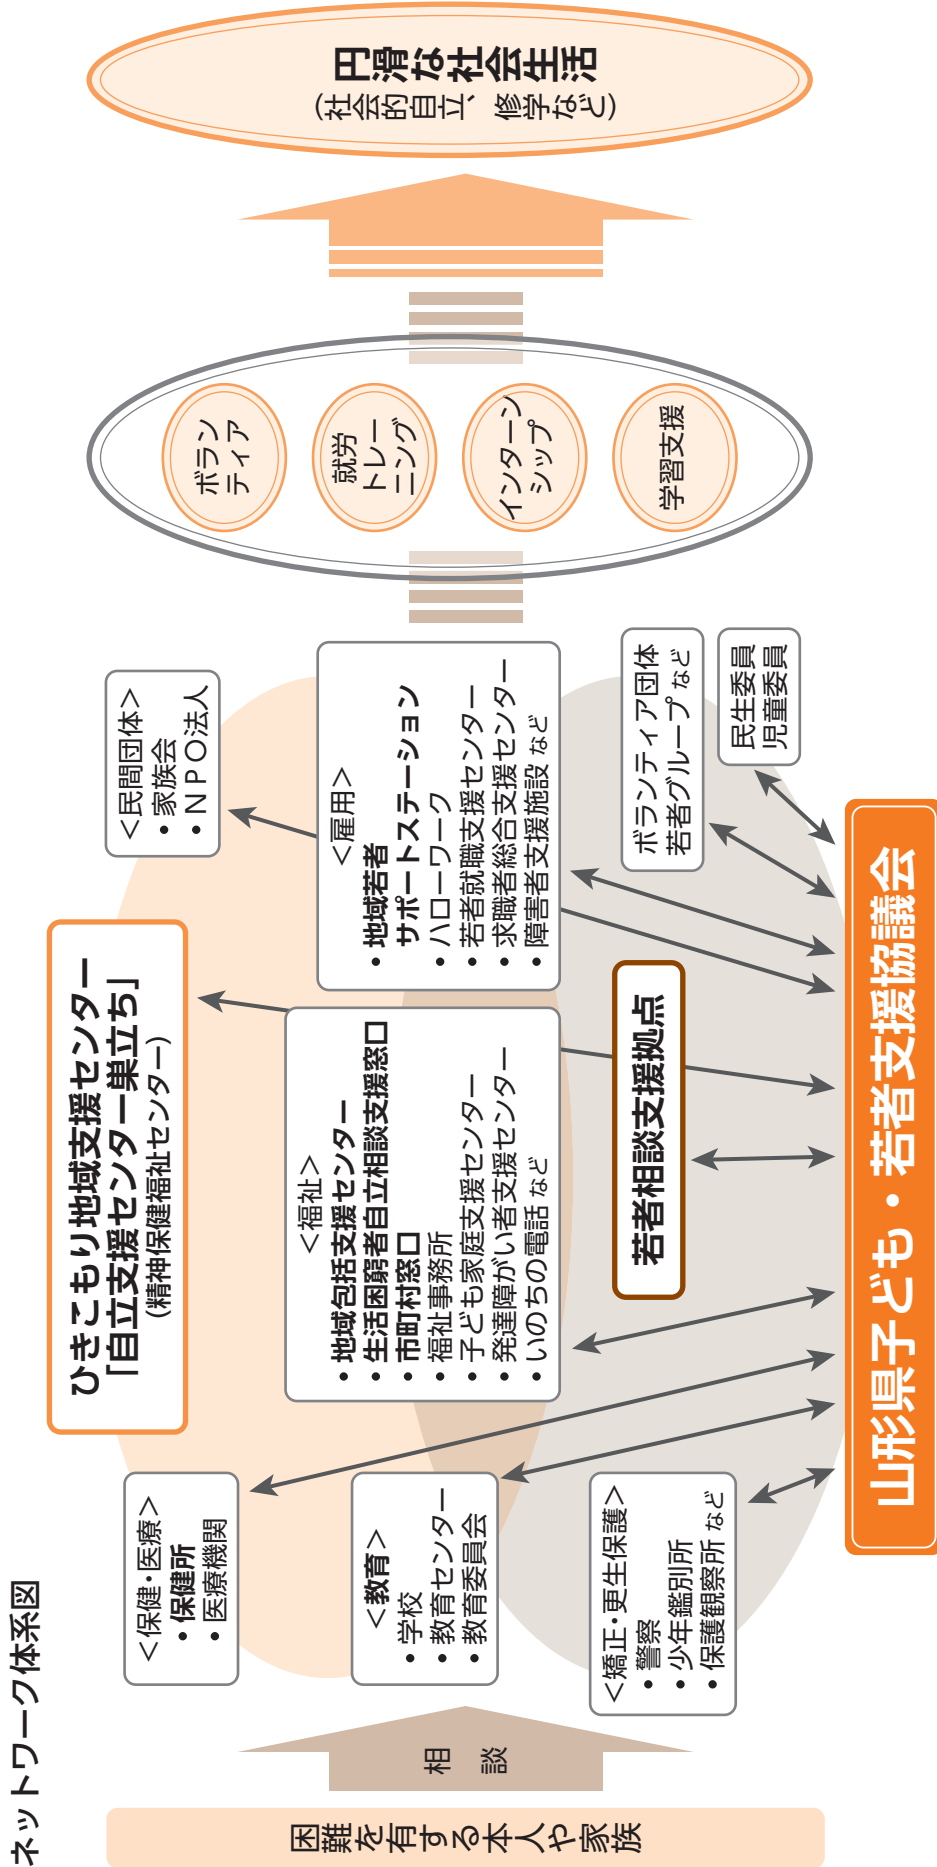 ネットワーク体系図
困難を有する本人や家族
相談
ひきこもり地域支援センター
「自立支援センター巣立ち」
(精神保健福祉センター)
＜保健・医療＞
・保健所
・医療機関
＜教育＞
・学校
・教育センター
・教育委員会
＜矯正・更生保護＞
・警察
・少年鑑別所
・保護観察所 など
＜福祉＞
・地域包括支援センター
・生活困窮者自立相談支援窓口
・市町村窓口
・福祉事務所
・子ども家庭支援センター
・発達障がい者支援センター
・いのちの電話 など
＜民間団体＞
・家族会
・ＮＰＯ法人
＜雇用＞
・地域若者
サポートステーション
・ハローワーク
・若者就職支援センター
・求職者総合支援センター
・障害者支援施設 など
若者相談支援拠点
ボランティア団体
若者グループ など
民生委員
児童委員
山形県子ども・若者支援協議会
ボラン
ティア
就労
トレー
ニング
インターン
シップ
学習支援
円滑な社会生活
(社会的自立、修学など)